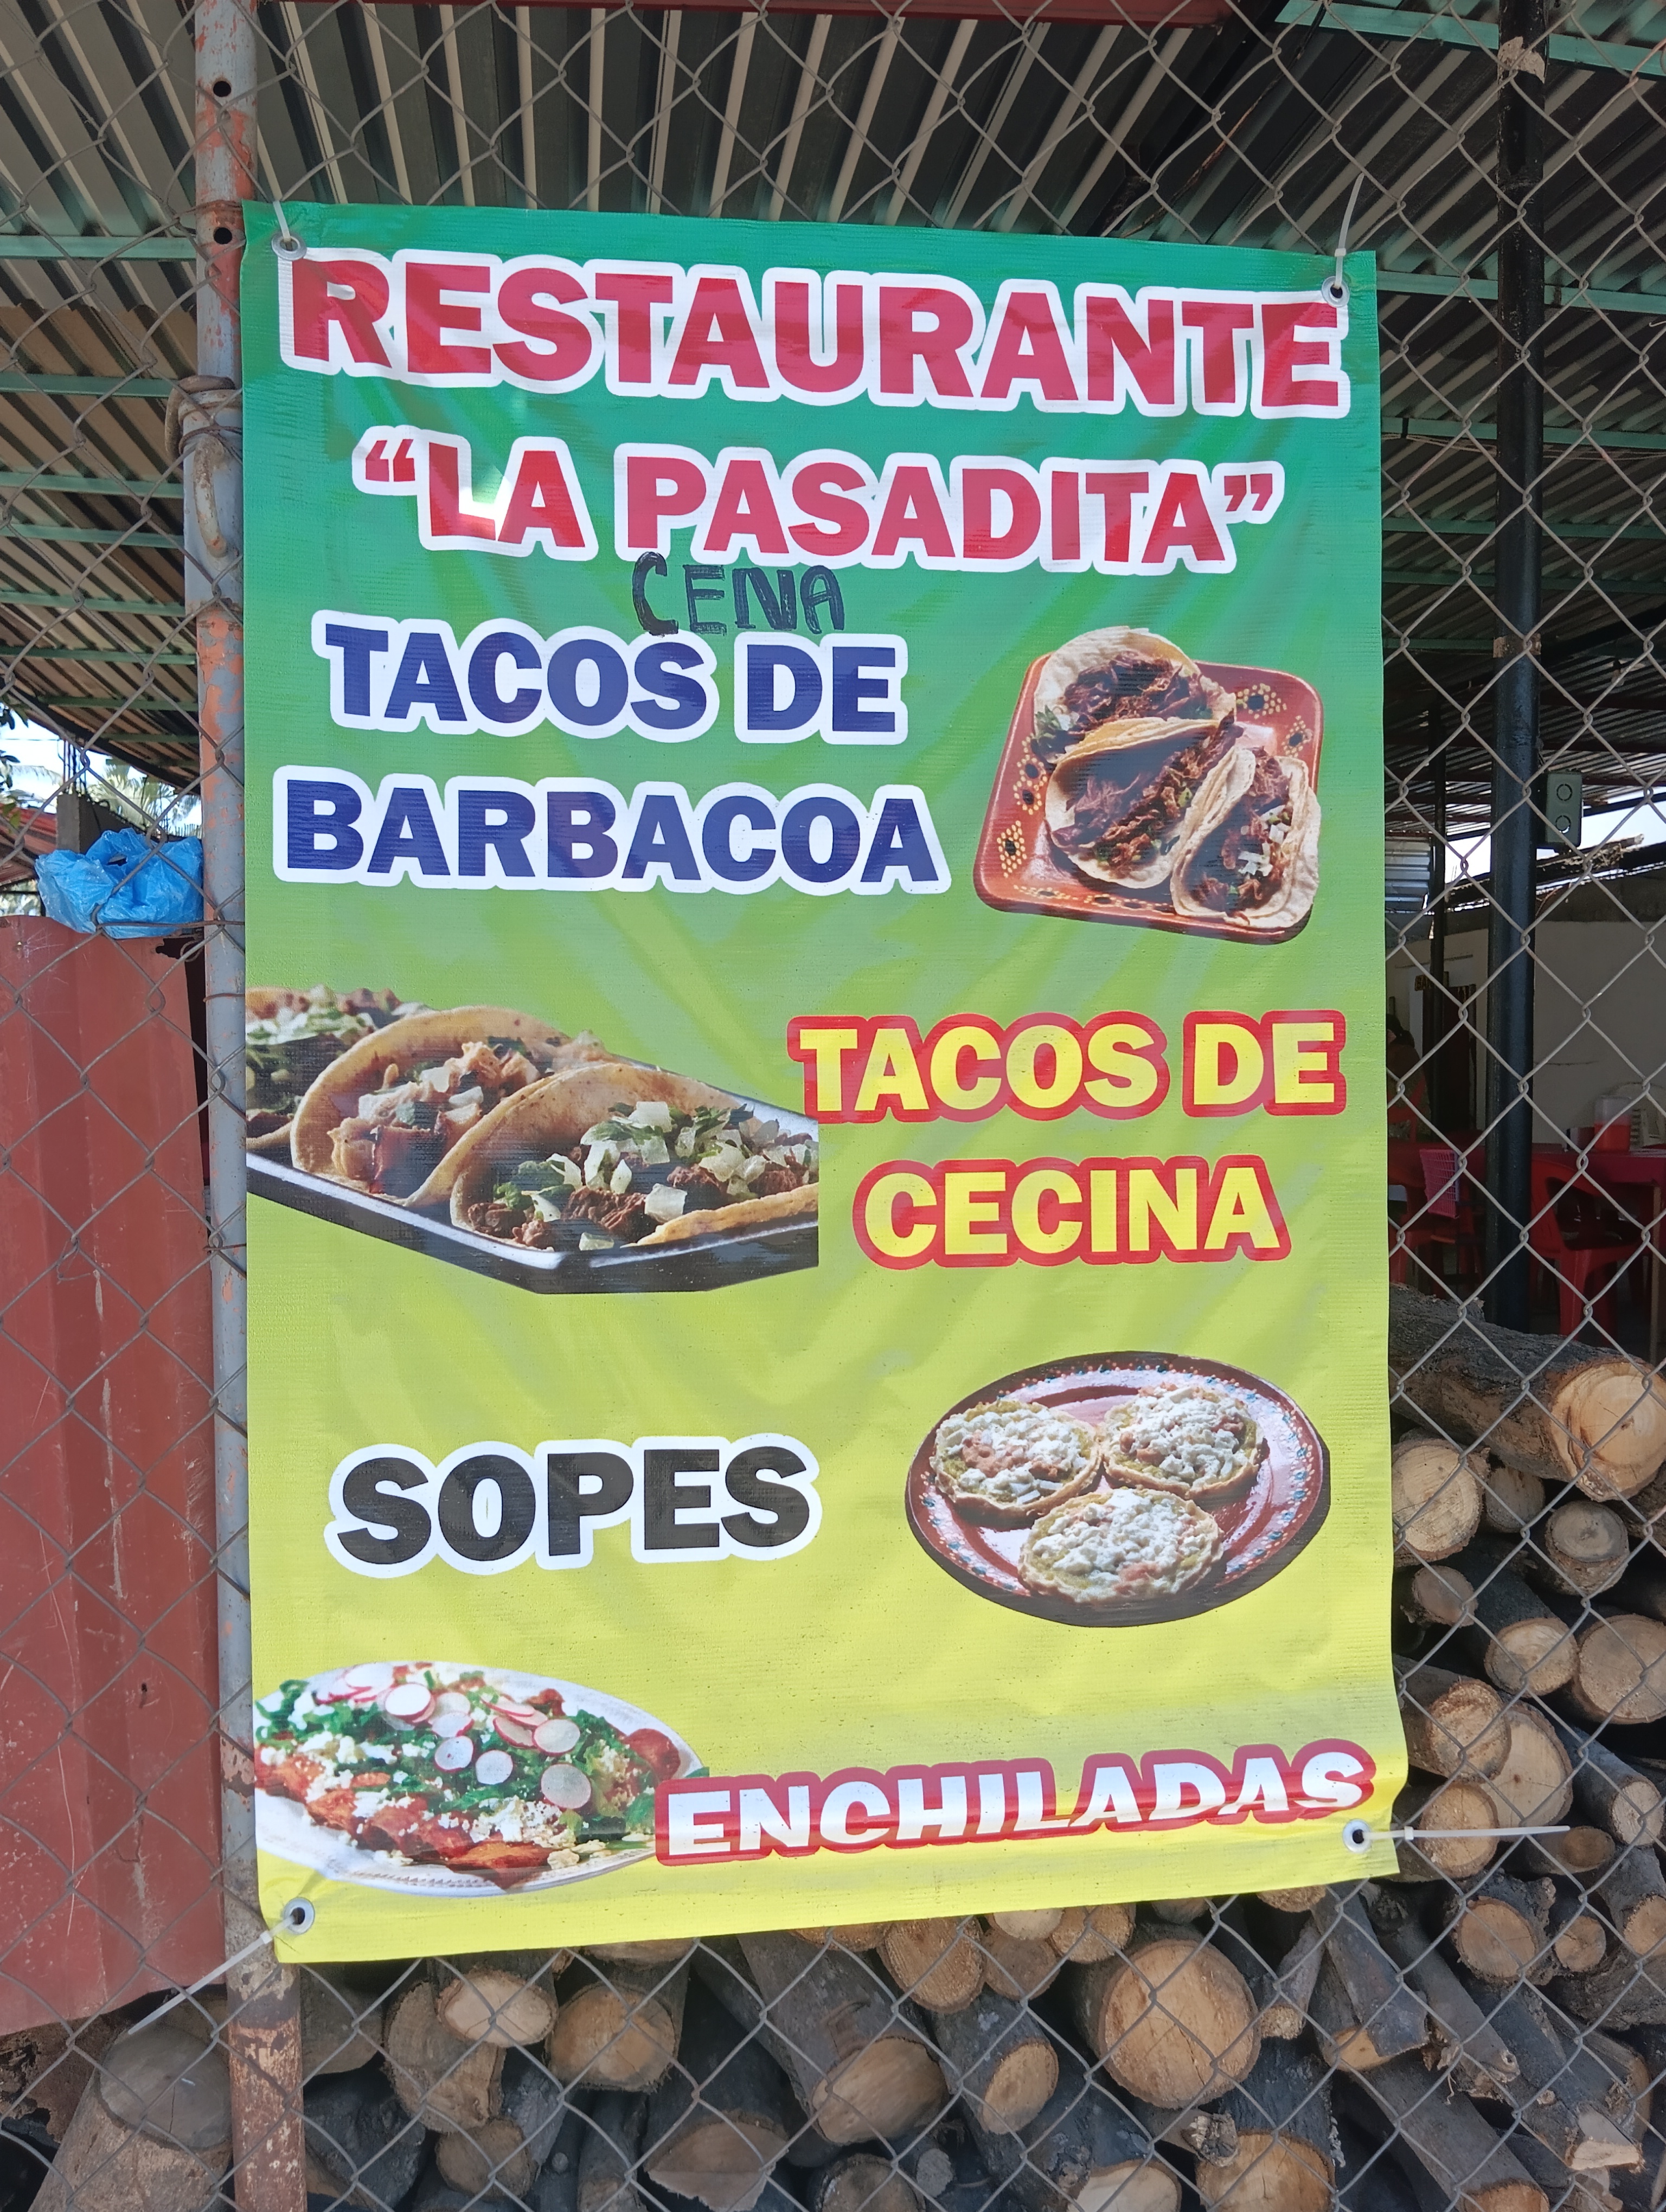 RESTAURANTE
“LA PASADITA”
CENA
TACOS DE
BARBACOA
TACOS DE
CECINA
SOPES
ENCHILADAS